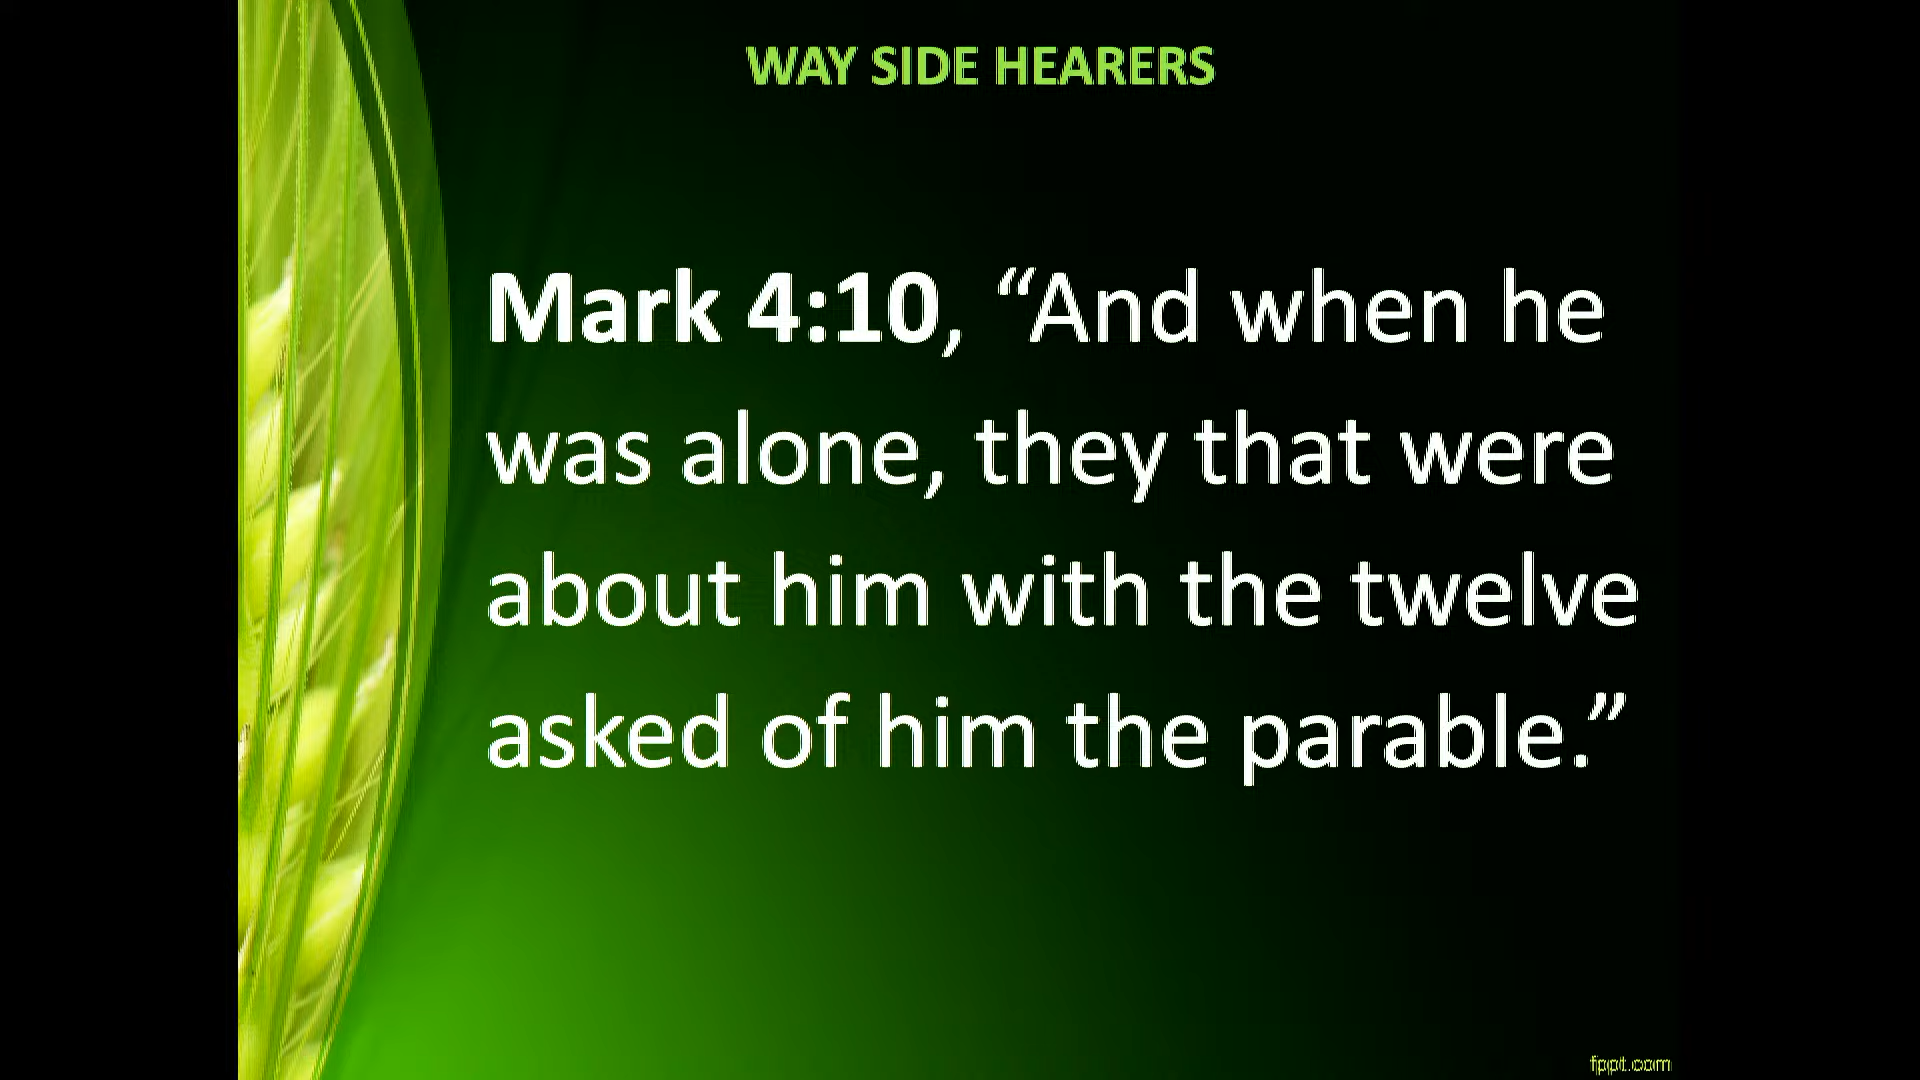 WAY SIDE HEARERS
Mark 4:10, “And when he
was alone, they that were
about him with the twelve
asked of him the parable.”
fppt.com